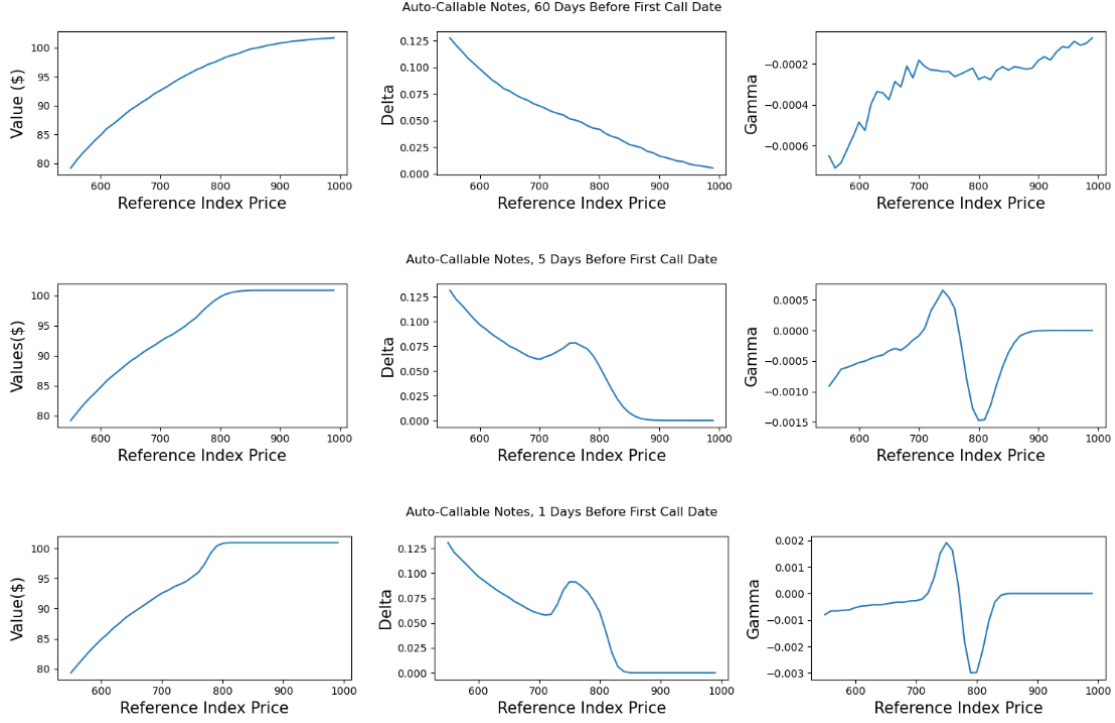 Auto-Callable Notes, 60 Days Before First Call Date
Value ($)
100
95
90
85
80
600 700 800 900 1000
Reference Index Price
Delta
0.125
0.100
0.075
0.050
0.025
0.000
600 700 800 900 1000
Reference Index Price
Gamma
−0.0002
−0.0004
−0.0006
600 700 800 900 1000
Reference Index Price
Auto-Callable Notes, 5 Days Before First Call Date
Values($)
100
95
90
85
80
600 700 800 900 1000
Reference Index Price
Delta
0.125
0.100
0.075
0.050
0.025
0.000
600 700 800 900 1000
Reference Index Price
Gamma
0.0005
0.0000
−0.0005
−0.0010
−0.0015
600 700 800 900 1000
Reference Index Price
Auto-Callable Notes, 1 Days Before First Call Date
Value($)
100
95
90
85
80
600 700 800 900 1000
Reference Index Price
Delta
0.125
0.100
0.075
0.050
0.025
0.000
600 700 800 900 1000
Reference Index Price
Gamma
0.002
0.001
0.000
−0.001
−0.002
−0.003
600 700 800 900 1000
Reference Index Price